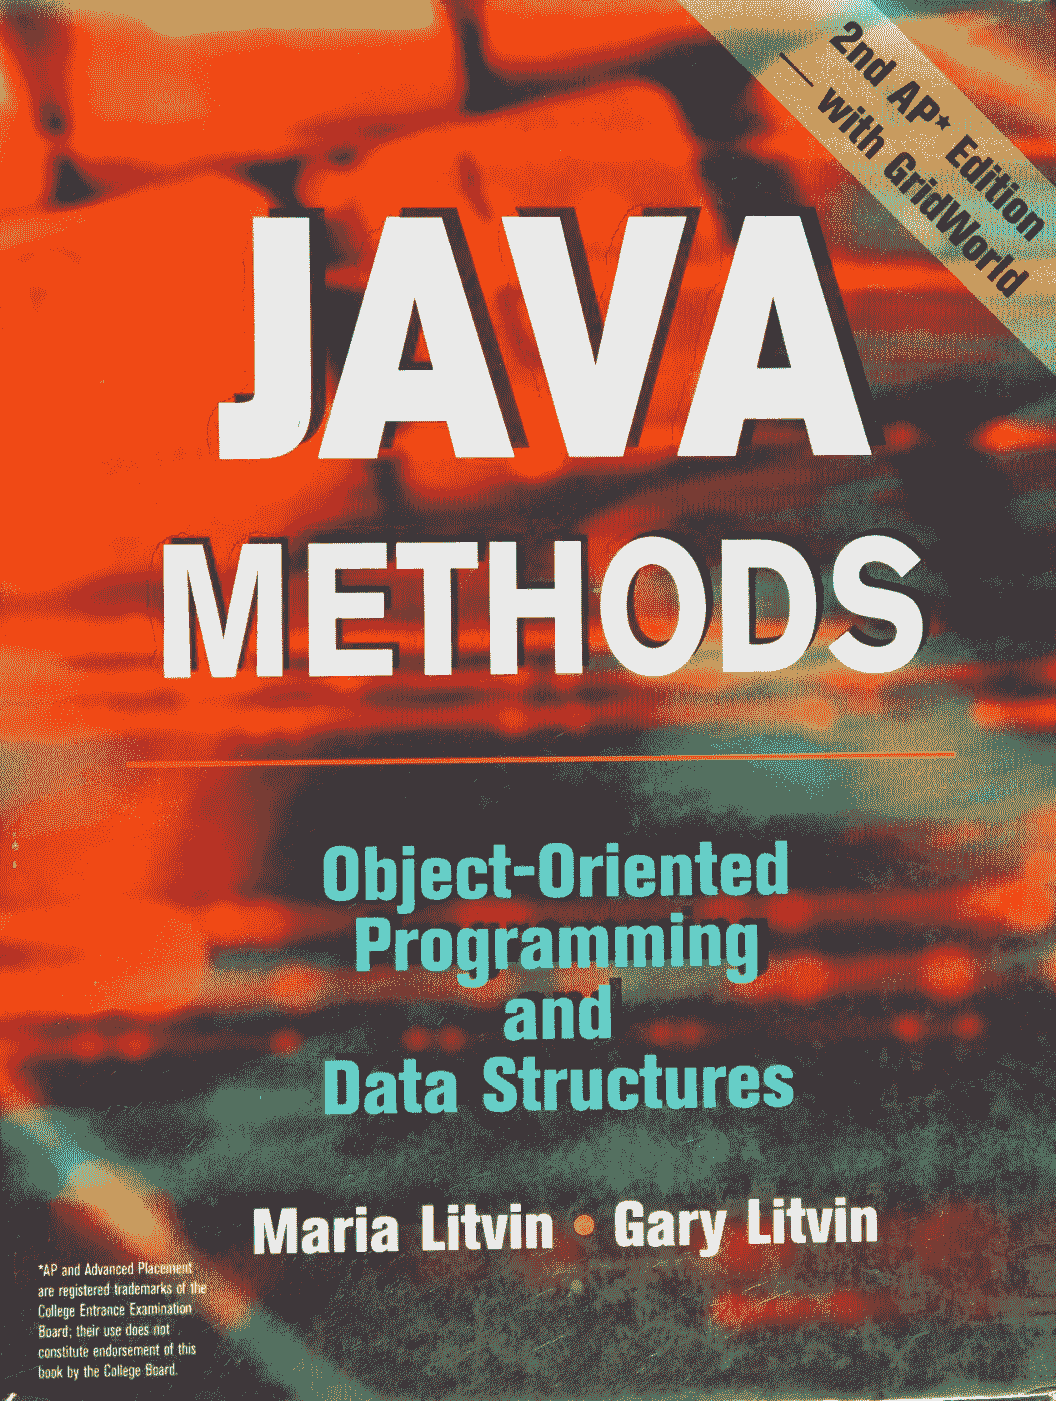 2nd AP★ Edition
— with GridWorld
JAVA
METHODS
Object-Oriented
Programming
and
Data Structures
Maria Litvin • Gary Litvin
*AP and Advanced Placement
are registered trademarks of the
College Entrance Examination
Board; their use does not
constitute endorsement of this
book by the College Board.